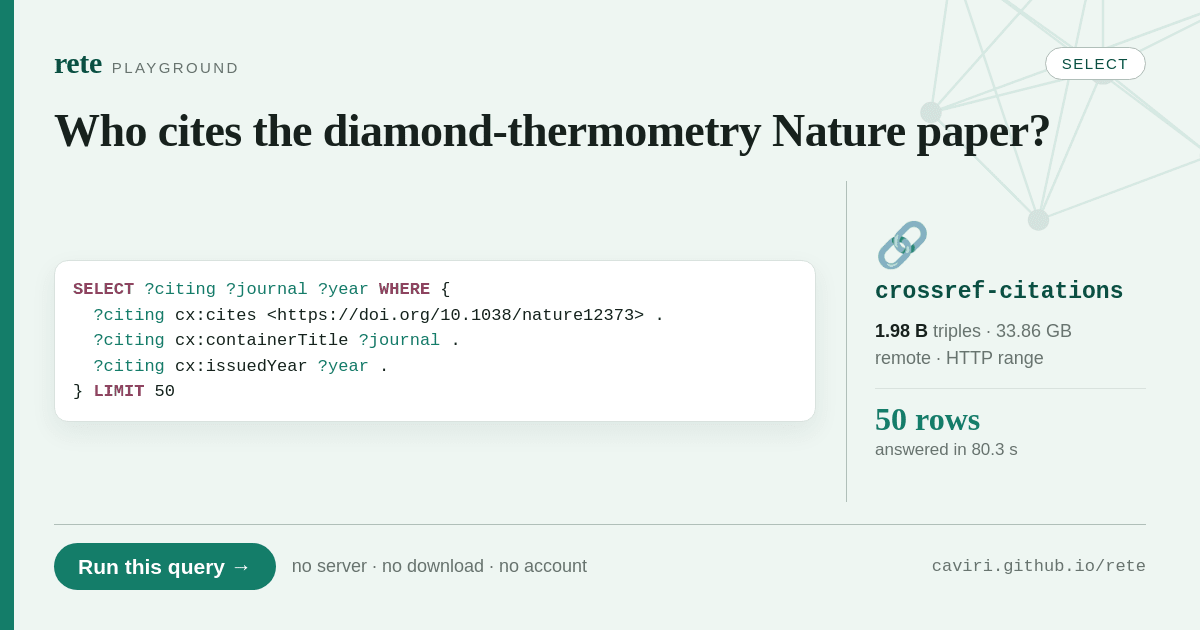 rete PLAYGROUND
SELECT
Who cites the diamond-thermometry Nature paper?
SELECT ?citing ?journal ?year WHERE {
  ?citing cx:cites <https://doi.org/10.1038/nature12373> .
  ?citing cx:containerTitle ?journal .
  ?citing cx:issuedYear ?year .
} LIMIT 50
crossref-citations
1.98 B triples · 33.86 GB
remote · HTTP range
50 rows
answered in 80.3 s
Run this query →
no server · no download · no account
caviri.github.io/rete